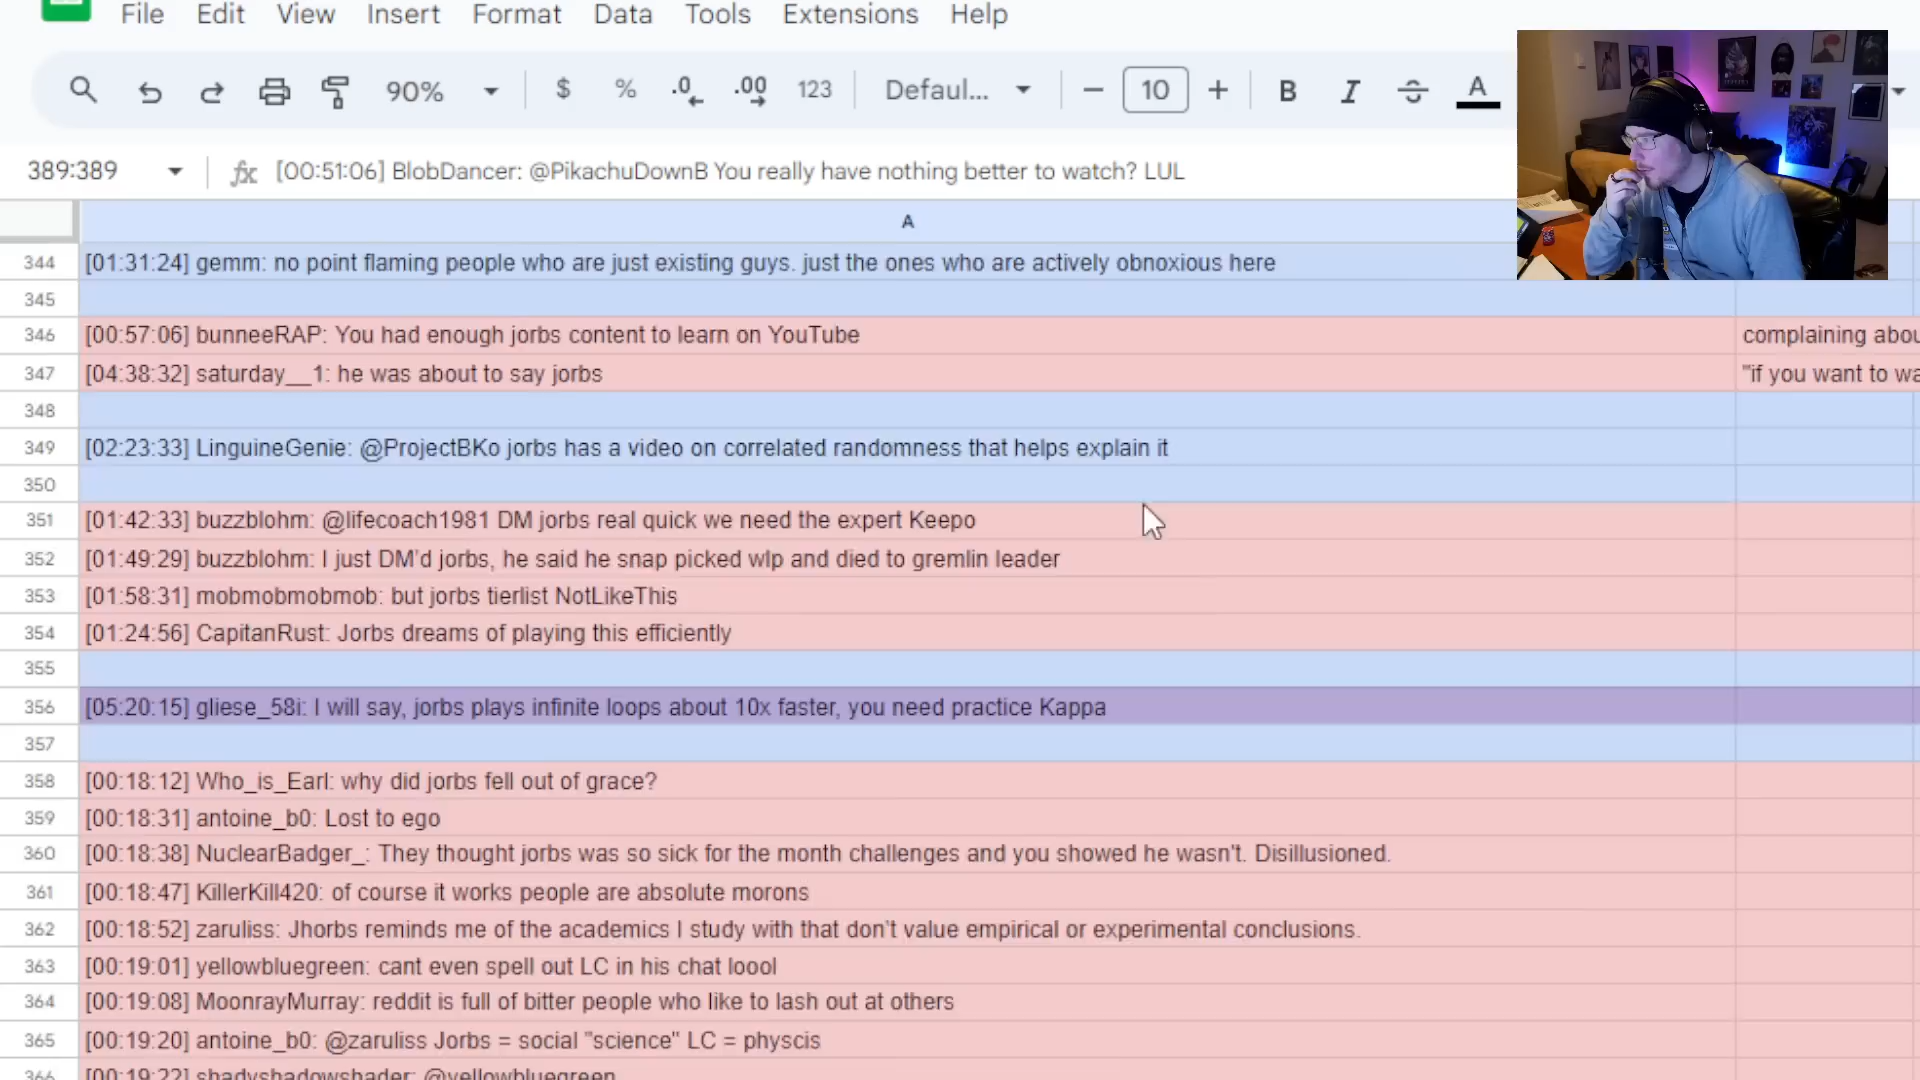 File Edit View Insert Format Data Tools Extensions Help
90% $ % .0 .00 123 Defaul... − 10 + B I S A
389:389 fx [00:51:06] BlobDancer: @PikachuDownB You really have nothing better to watch? LUL
A
344 [01:31:24] gemm: no point flaming people who are just existing guys. just the ones who are actively obnoxious here
345
346 [00:57:06] bunneeRAP: You had enough jorbs content to learn on YouTube complaining abou
347 [04:38:32] saturday__1: he was about to say jorbs "if you want to wa
348
349 [02:23:33] LinguineGenie: @ProjectBKo jorbs has a video on correlated randomness that helps explain it
350
351 [01:42:33] buzzblohm: @lifecoach1981 DM jorbs real quick we need the expert Keepo
352 [01:49:29] buzzblohm: I just DM'd jorbs, he said he snap picked wlp and died to gremlin leader
353 [01:58:31] mobmobmobmob: but jorbs tierlist NotLikeThis
354 [01:24:56] CapitanRust: Jorbs dreams of playing this efficiently
355
356 [05:20:15] gliese_58i: I will say, jorbs plays infinite loops about 10x faster, you need practice Kappa
357
358 [00:18:12] Who_is_Earl: why did jorbs fell out of grace?
359 [00:18:31] antoine_b0: Lost to ego
360 [00:18:38] NuclearBadger_: They thought jorbs was so sick for the month challenges and you showed he wasn't. Disillusioned.
361 [00:18:47] KillerKill420: of course it works people are absolute morons
362 [00:18:52] zaruliss: Jhorbs reminds me of the academics I study with that don't value empirical or experimental conclusions.
363 [00:19:01] yellowbluegreen: cant even spell out LC in his chat loool
364 [00:19:08] MoonrayMurray: reddit is full of bitter people who like to lash out at others
365 [00:19:20] antoine_b0: @zaruliss Jorbs = social "science" LC = physcis
366 [00:19:22] shadyshadowshader: @yellowbluegreen